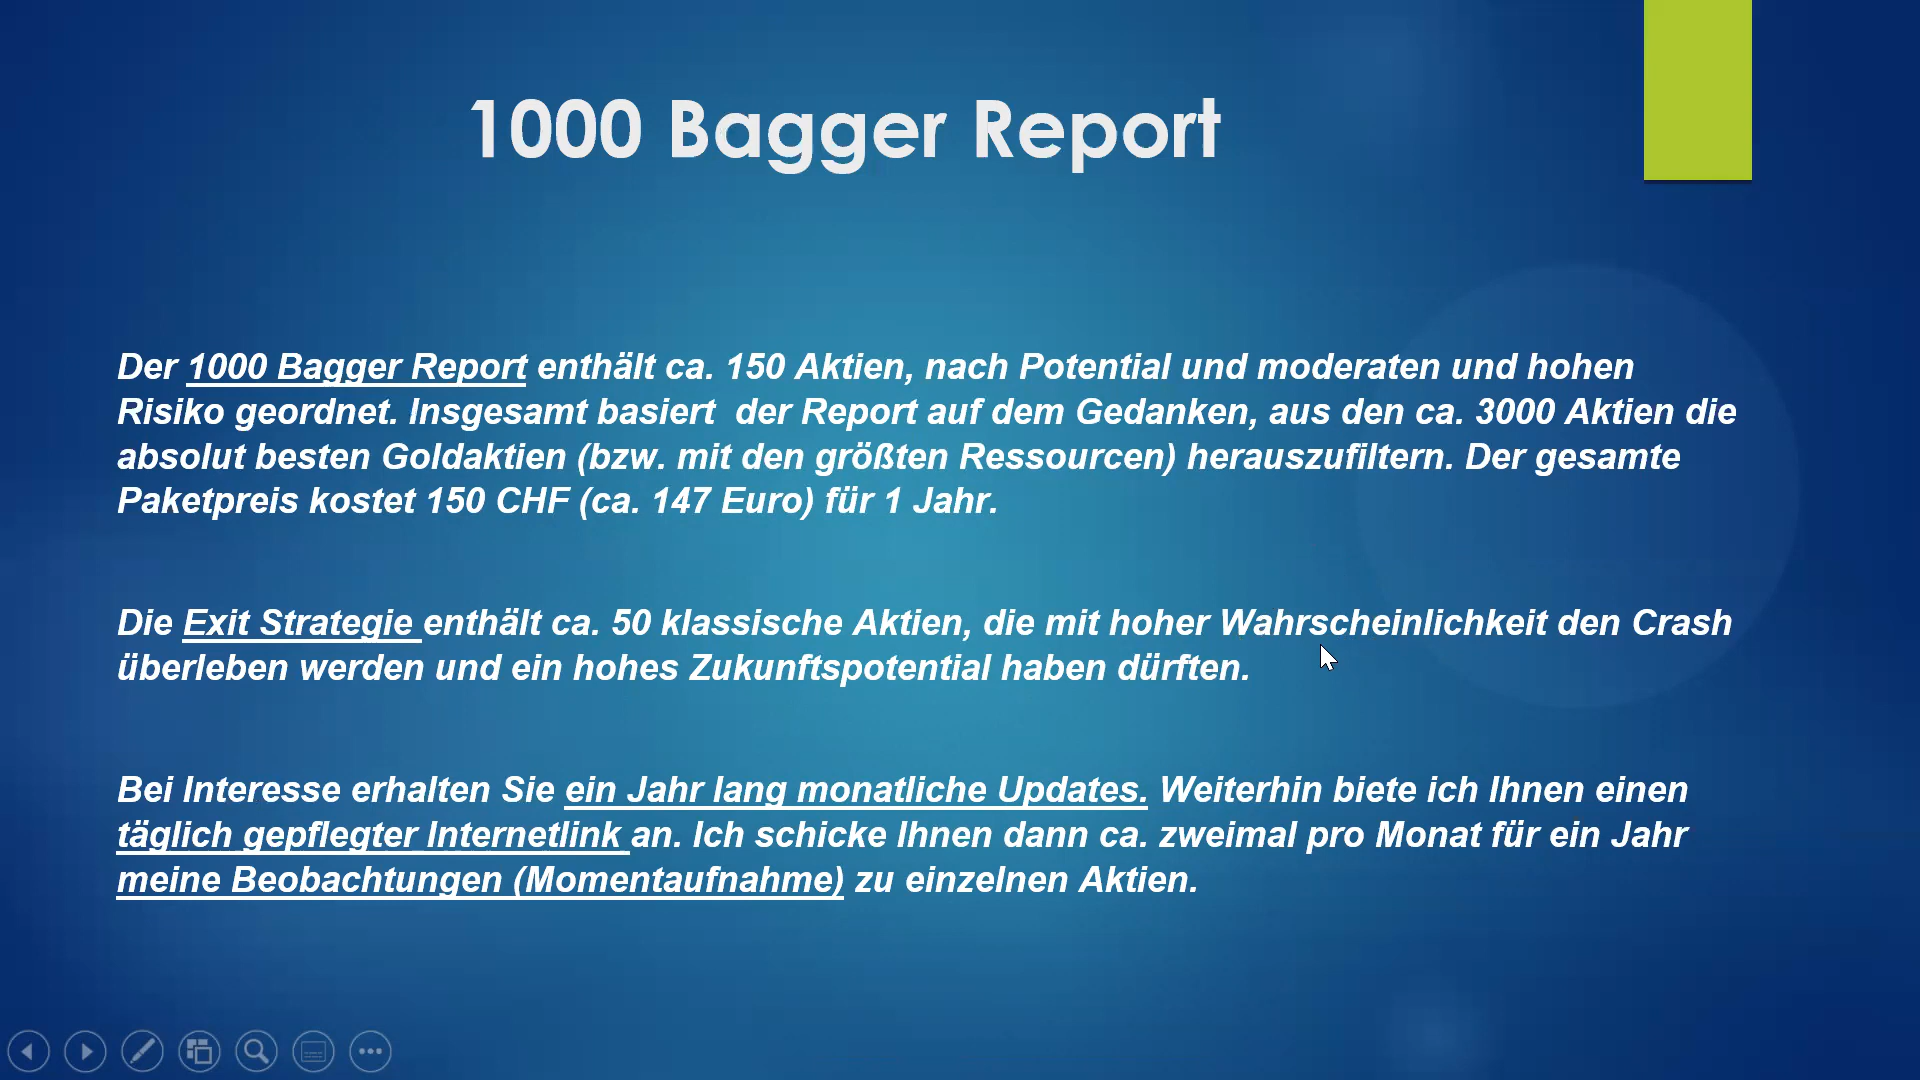 1000 Bagger Report
Der 1000 Bagger Report enthält ca. 150 Aktien, nach Potential und moderaten und hohen
Risiko geordnet. Insgesamt basiert  der Report auf dem Gedanken, aus den ca. 3000 Aktien die
absolut besten Goldaktien (bzw. mit den größten Ressourcen) herauszufiltern. Der gesamte
Paketpreis kostet 150 CHF (ca. 147 Euro) für 1 Jahr.
Die Exit Strategie enthält ca. 50 klassische Aktien, die mit hoher Wahrscheinlichkeit den Crash
überleben werden und ein hohes Zukunftspotential haben dürften.
Bei Interesse erhalten Sie ein Jahr lang monatliche Updates. Weiterhin biete ich Ihnen einen
täglich gepflegter Internetlink an. Ich schicke Ihnen dann ca. zweimal pro Monat für ein Jahr
meine Beobachtungen (Momentaufnahme) zu einzelnen Aktien.